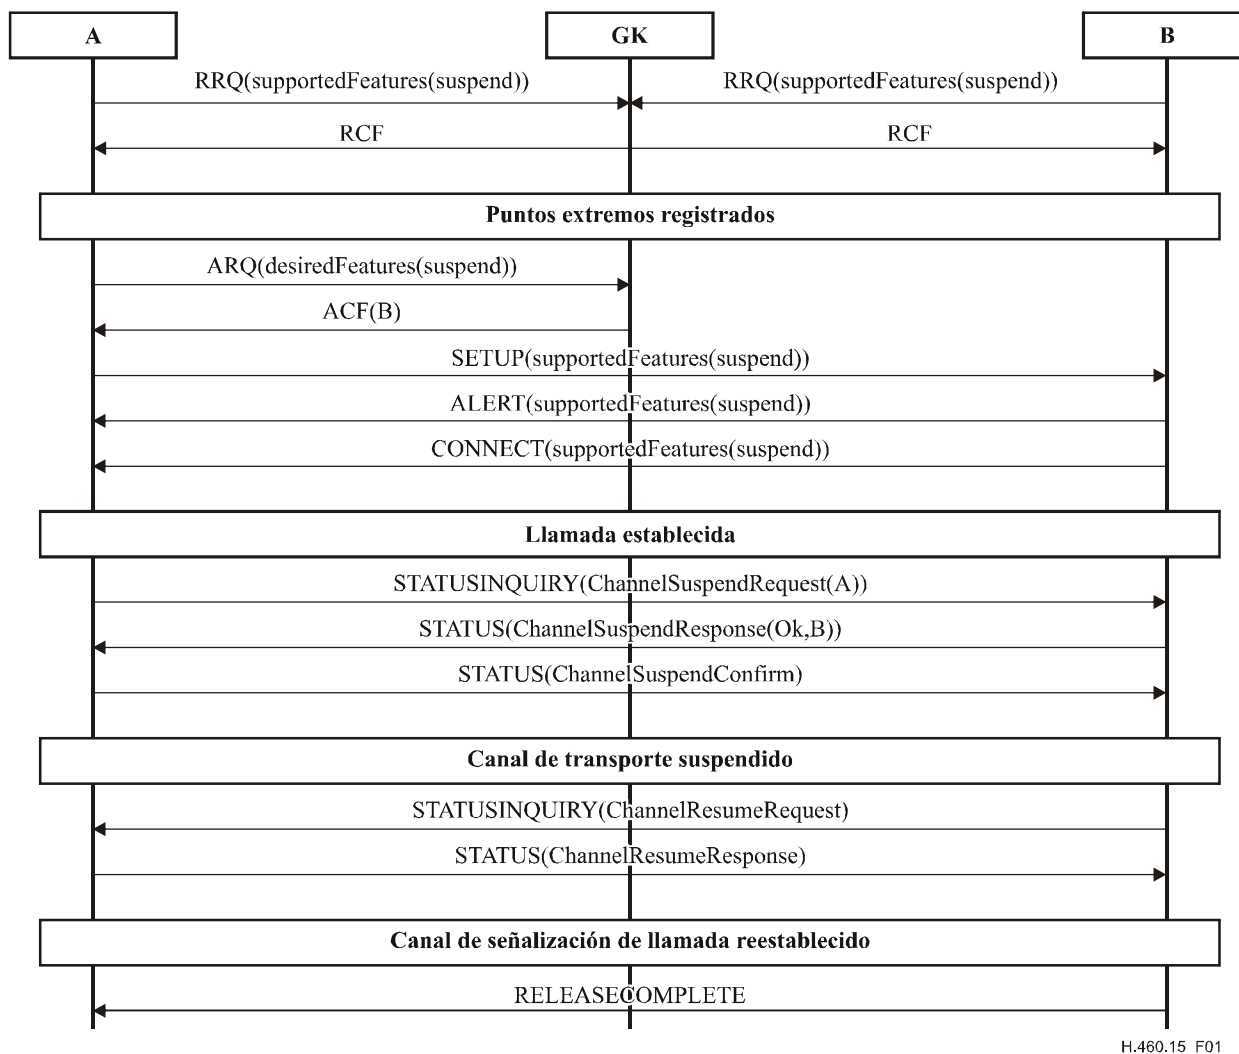 A
GK
B
RRQ(supportedFeatures(suspend))
RRQ(supportedFeatures(suspend))
RCF
RCF
Puntos extremos registrados
ARQ(desiredFeatures(suspend))
ACF(B)
SETUP(supportedFeatures(suspend))
ALERT(supportedFeatures(suspend))
CONNECT(supportedFeatures(suspend))
Llamada establecida
STATUSINQUIRY(ChannelSuspendRequest(A))
STATUS(ChannelSuspendResponse(Ok,B))
STATUS(ChannelSuspendConfirm)
Canal de transporte suspendido
STATUSINQUIRY(ChannelResumeRequest)
STATUS(ChannelResumeResponse)
Canal de señalización de llamada reestablecido
RELEASECOMPLETE
H.460.15_F01